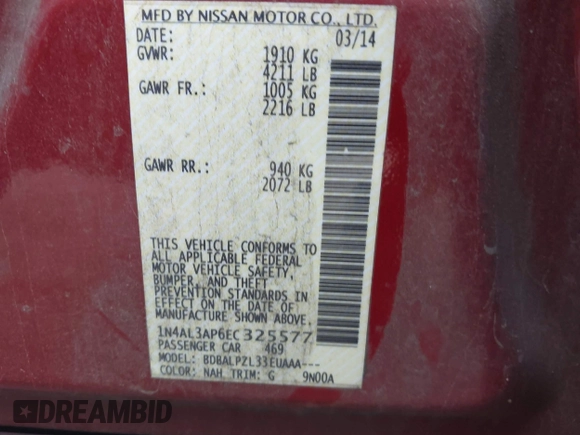 MFD BY NISSAN MOTOR CO., LTD.
DATE: 03/14
GVWR: 1910 KG
4211 LB
GAWR FR.: 1005 KG
2216 LB
GAWR RR.: 940 KG
2072 LB
THIS VEHICLE CONFORMS TO
ALL APPLICABLE FEDERAL
MOTOR VEHICLE SAFETY,
BUMPER, AND THEFT
PREVENTION STANDARDS IN
EFFECT ON THE DATE OF
MANUFACTURE SHOWN ABOVE.
1N4AL3AP6EC325577
PASSENGER CAR 469
MODEL: BDBALPZL33EUAAA---
COLOR: NAH TRIM: G 9N00A
DREAMBID